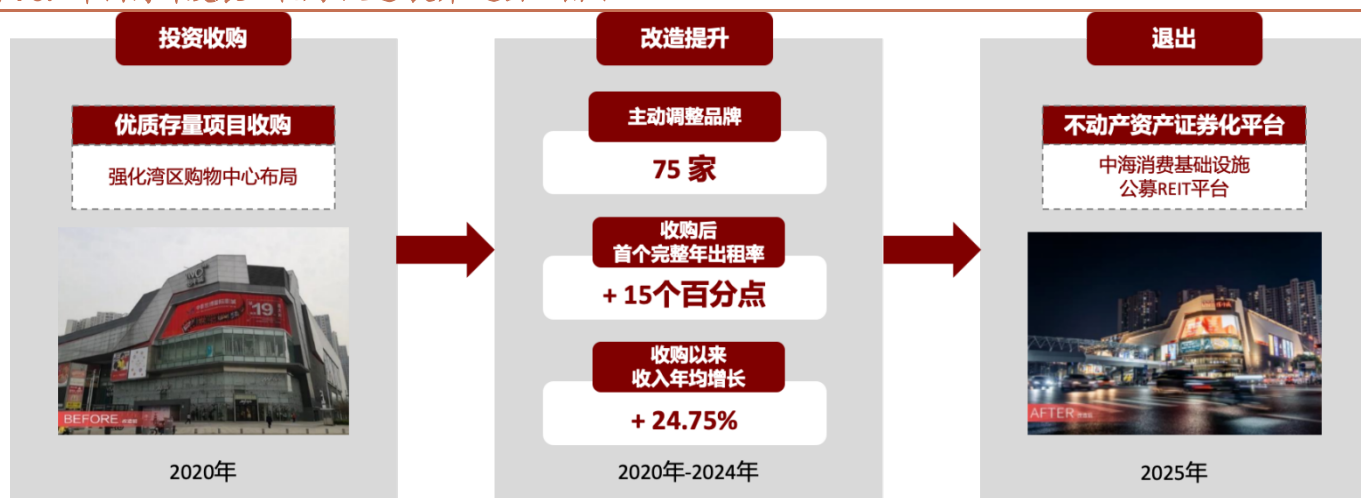 投资收购
优质存量项目收购
强化湾区购物中心布局
19
BEFORE
2020年
改造提升
主动调整品牌
75 家
收购后
首个完整年出租率
+ 15个百分点
收购以来
收入年均增长
+ 24.75%
2020年-2024年
退出
不动产资产证券化平台
中海消费基础设施
公募REIT平台
AFTER
2025年